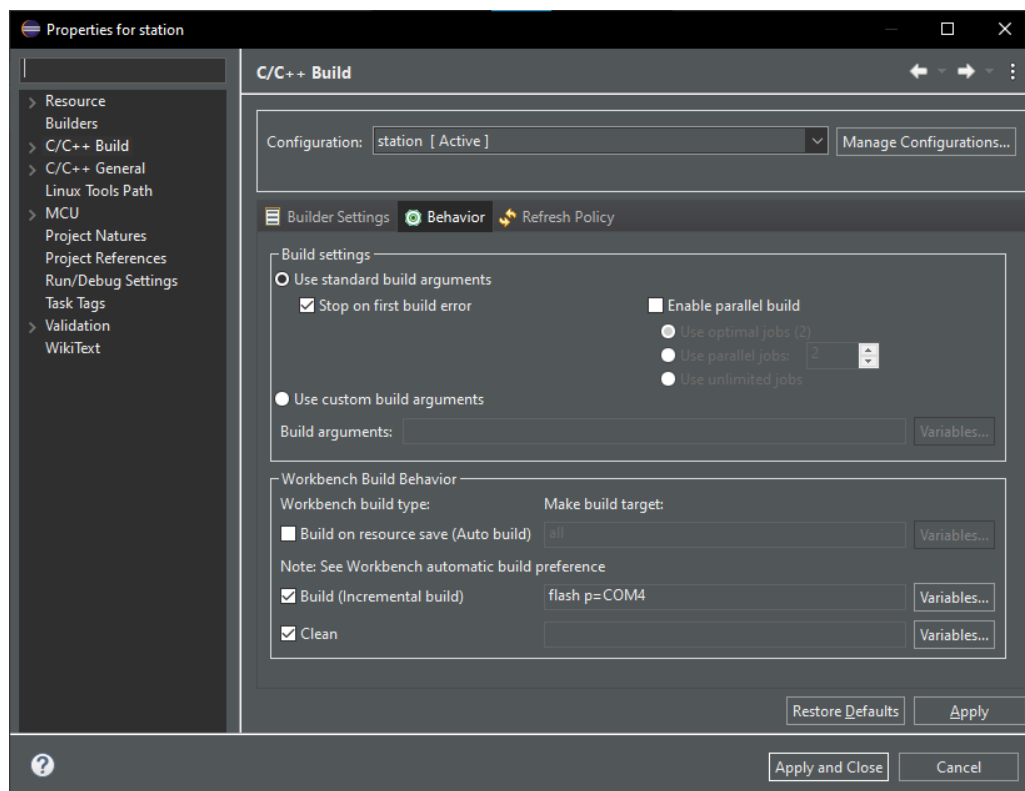 Properties for station
C/C++ Build
Resource
Builders
C/C++ Build
C/C++ General
Linux Tools Path
MCU
Project Natures
Project References
Run/Debug Settings
Task Tags
Validation
WikiText
Configuration: station [ Active ] Manage Configurations...
Builder Settings Behavior Refresh Policy
Build settings
Use standard build arguments
Stop on first build error Enable parallel build
Use optimal jobs (2)
Use parallel jobs: 2
Use unlimited jobs
Use custom build arguments
Build arguments: Variables...
Workbench Build Behavior
Workbench build type: Make build target:
Build on resource save (Auto build) all Variables...
Note: See Workbench automatic build preference
Build (Incremental build) flash p=COM4 Variables...
Clean Variables...
Restore Defaults Apply
Apply and Close Cancel